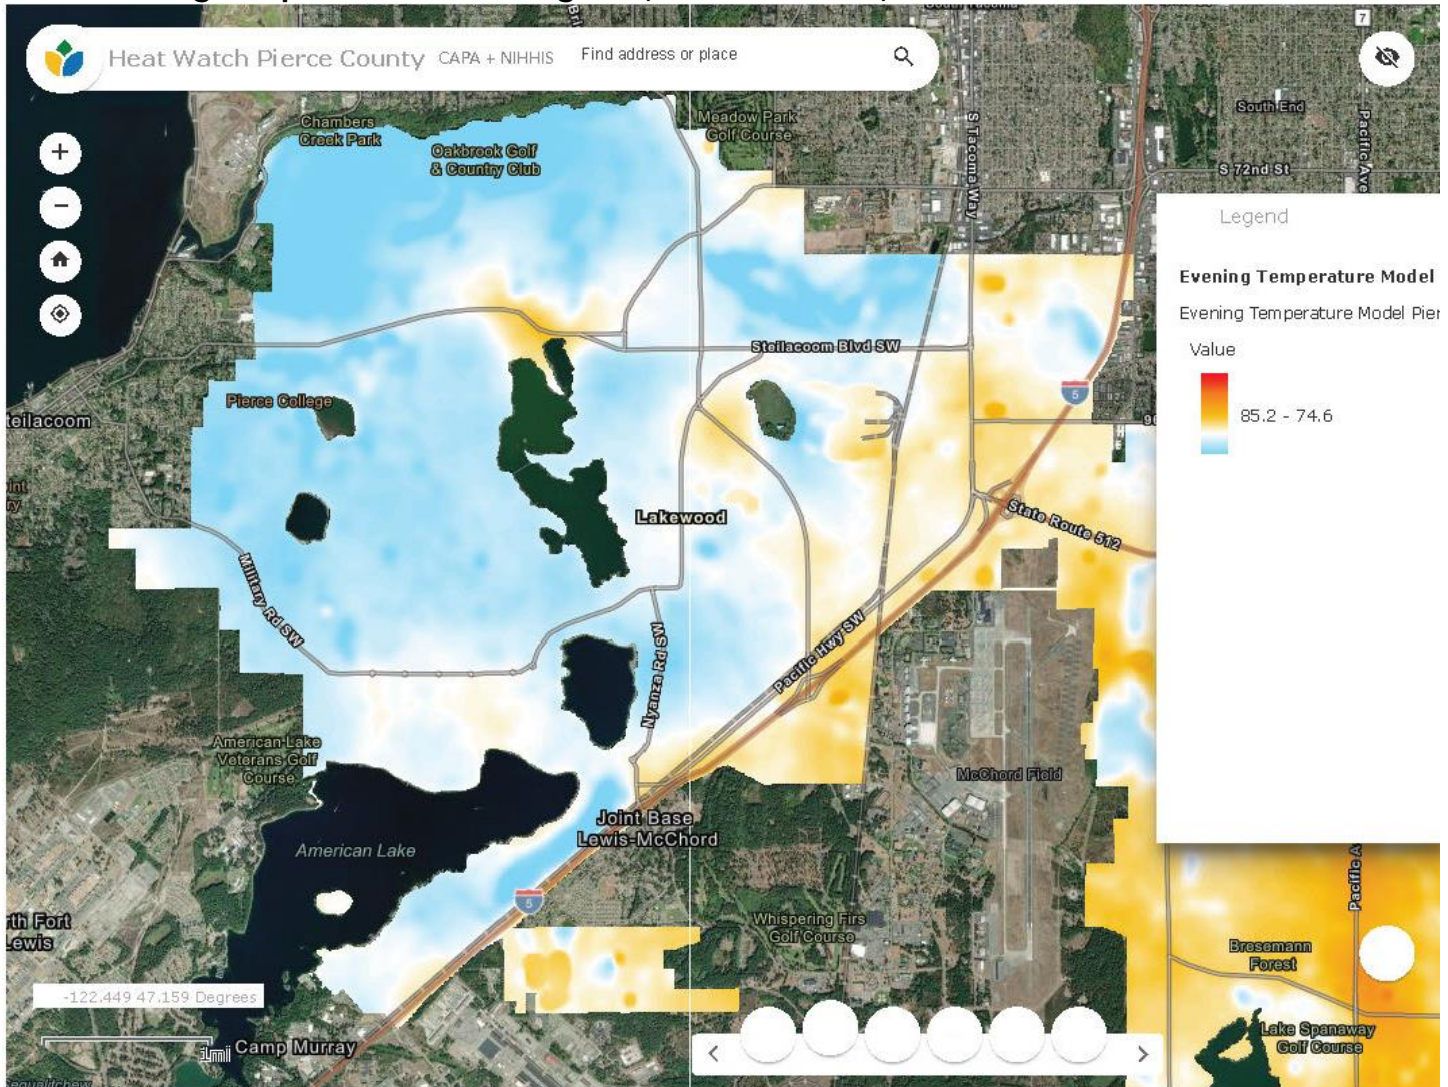 Heat Watch Pierce County CAPA + NIHHIS Find address or place
7
Chambers
Creek Park
Oakbrook Golf
& Country Club
Meadow Park
Golf Course
S Tacoma Way
South End
Pacific Ave
S 72nd St
Legend
Evening Temperature Model
Evening Temperature Model Pier
Value
85.2 - 74.6
Steilacoom Blvd SW
5
Pierce College
teilacoom
Lakewood
State Route 512
Military Rd SW
Nyanza Rd SW
Pacific Hwy SW
American Lake
Veterans Golf
Course
McChord Field
Joint Base
Lewis-McChord
American Lake
5
rth Fort
Lewis
Whispering Firs
Golf Course
Pacific A
Bresemann
Forest
-122.449 47.159 Degrees
Camp Murray
Lake Spanaway
Golf Course